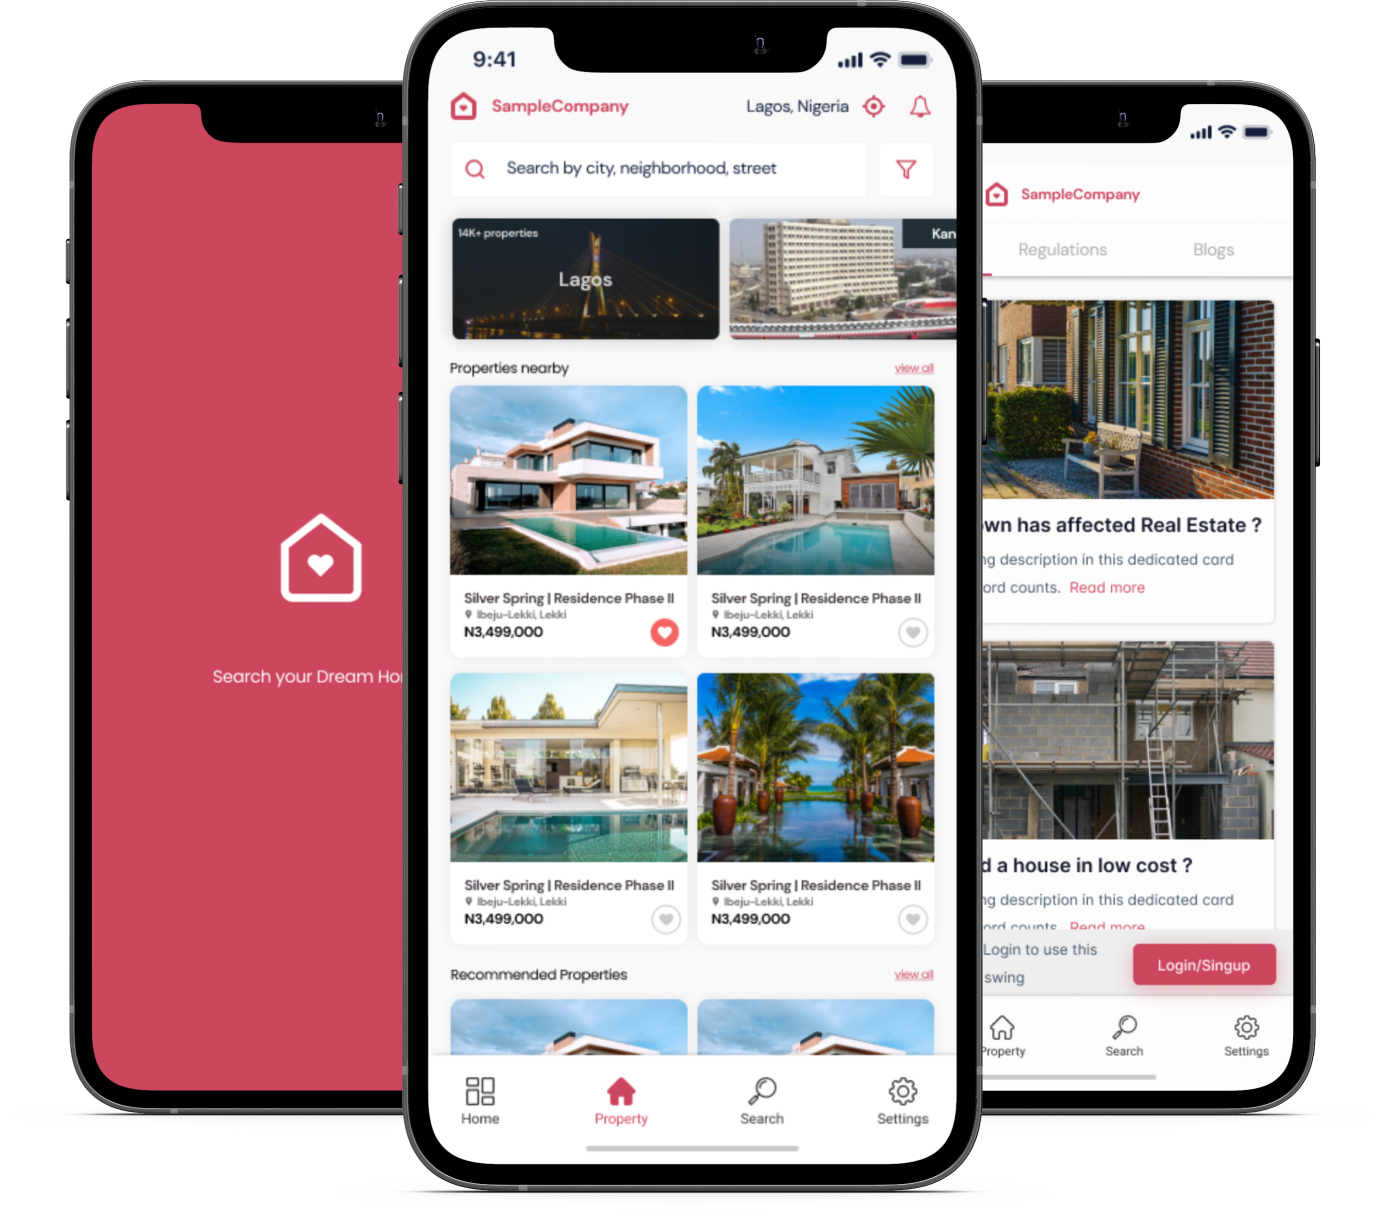 Search your Dream
9:41
SampleCompany
Lagos, Nigeria
Search by city, neighborhood, street
14K+ properties
Lagos
Kan
Properties nearby
view all
Silver Spring | Residence Phase II
Ibeju-Lekki, Lekki
N3,499,000
Silver Spring | Residence Phase II
Ibeju-Lekki, Lekki
N3,499,000
Silver Spring | Residence Phase II
Ibeju-Lekki, Lekki
N3,499,000
Silver Spring | Residence Phase II
Ibeju-Lekki, Lekki
N3,499,000
Recommended Properties
view all
Home
Property
Search
Settings
SampleCompany
Regulations
Blogs
wn has affected Real Estate ?
ng description in this dedicated card
ord counts. Read more
d a house in low cost ?
ng description in this dedicated card
ord counts. Read more
Login to use this
swing
Login/Singup
Property
Search
Settings